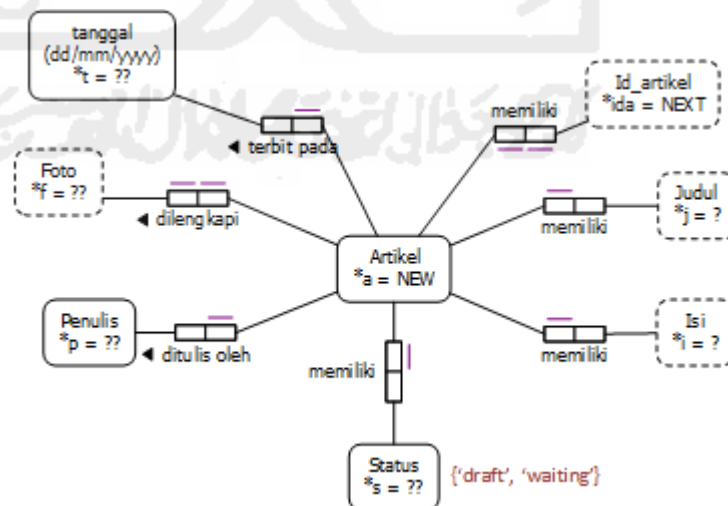 tanggal
(dd/mm/yyyy)
*t = ??
◄ terbit pada
memiliki
Id_artikel
*ida = NEXT
Foto
*f = ??
◄ dilengkapi
Judul
*j = ?
memiliki
Artikel
*a = NEW
Penulis
*p = ??
◄ ditulis oleh
Isi
*i = ?
memiliki
memiliki
Status
*s = ??
{'draft', 'waiting'}